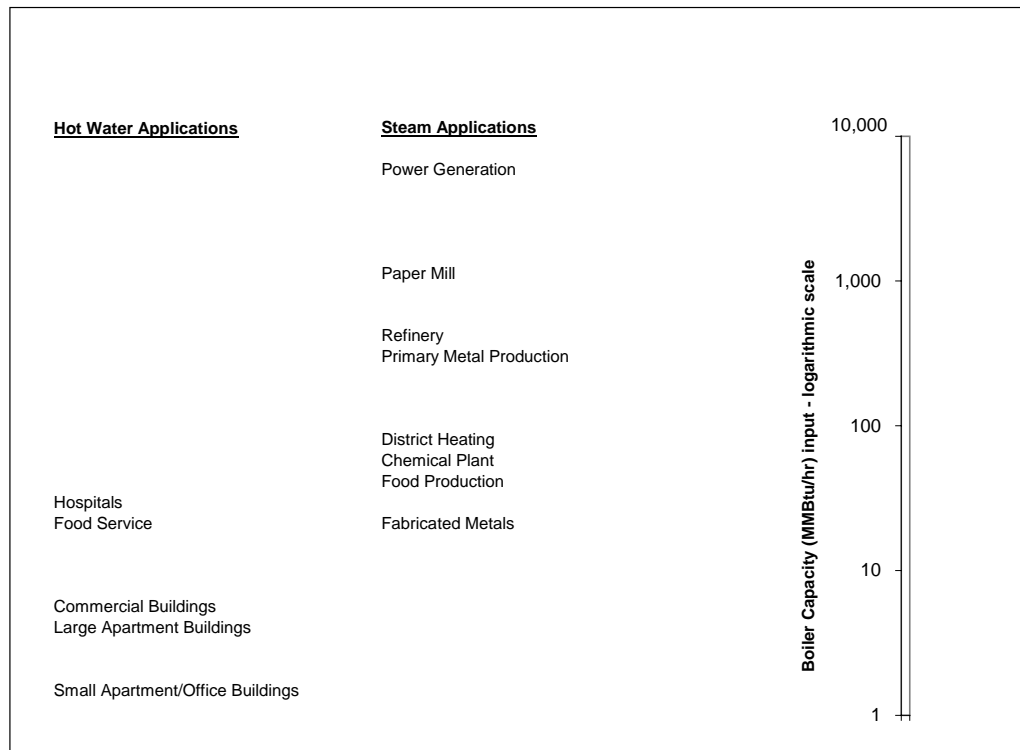 Hot Water Applications
Steam Applications
Power Generation
Paper Mill
Refinery
Primary Metal Production
District Heating
Chemical Plant
Food Production
Hospitals
Food Service
Fabricated Metals
Commercial Buildings
Large Apartment Buildings
Small Apartment/Office Buildings
Boiler Capacity (MMBtu/hr) input - logarithmic scale
10,000
1,000
100
10
1